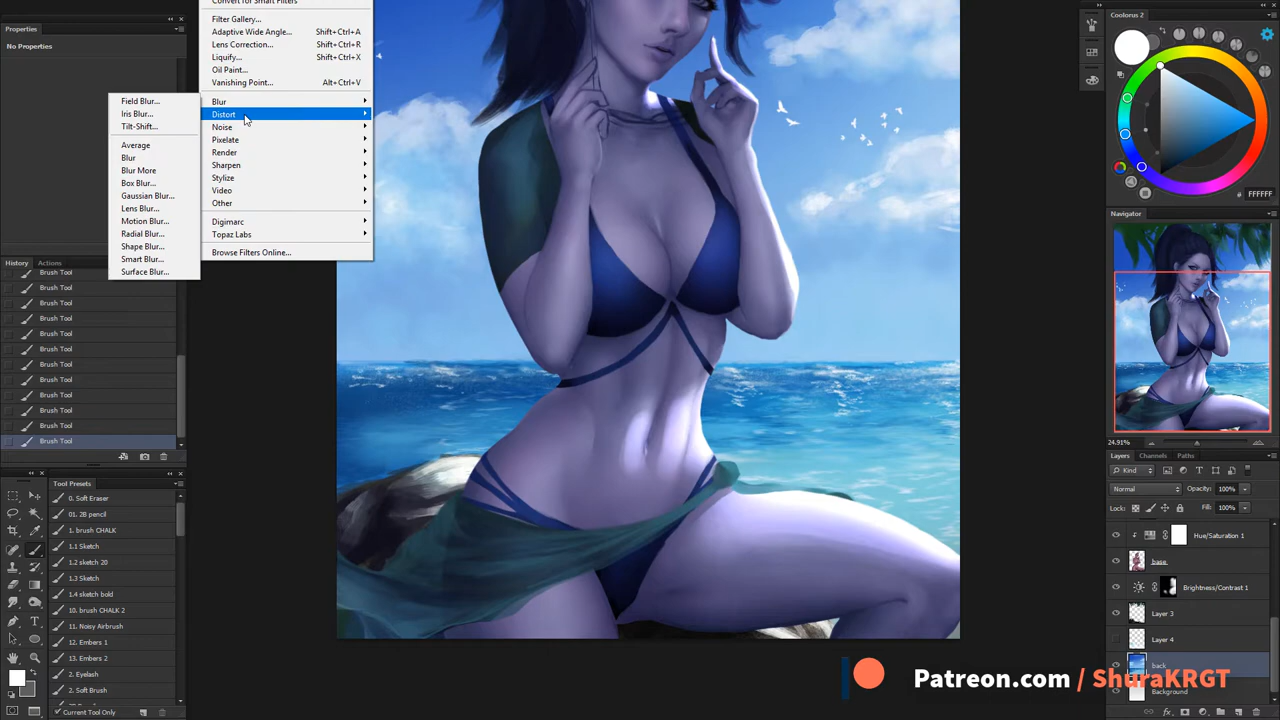 Properties
No Properties
Convert for Smart Filters
Filter Gallery...
Adaptive Wide Angle... Shift+Ctrl+A
Lens Correction... Shift+Ctrl+R
Liquify... Shift+Ctrl+X
Oil Paint...
Vanishing Point... Alt+Ctrl+V
Blur
Distort
Noise
Pixelate
Render
Sharpen
Stylize
Video
Other
Digimarc
Topaz Labs
Browse Filters Online...
Field Blur...
Iris Blur...
Tilt-Shift...
Average
Blur
Blur More
Box Blur...
Gaussian Blur...
Lens Blur...
Motion Blur...
Radial Blur...
Shape Blur...
Smart Blur...
Surface Blur...
History Actions
Brush Tool
Brush Tool
Brush Tool
Brush Tool
Brush Tool
Brush Tool
Brush Tool
Brush Tool
Brush Tool
Brush Tool
Brush Tool
Brush Tool
Tool Presets
0. Soft Eraser
01. 2B pencil
1. brush CHALK
1.1 Sketch
1.2 sketch 20
1.3 Sketch
1.4 sketch bold
10. brush CHALK 2
11. Noisy Airbrush
12. Embers 1
13. Embers 2
2. Eyelash
2. Soft Brush
Current Tool Only
Coolorus 2
# FFFFFF
Navigator
24.91%
Layers Channels Paths
Kind
Normal Opacity: 100%
Lock: Fill: 100%
Hue/Saturation 1
base
Brightness/Contrast 1
Layer 3
Layer 4
back
Background
fx
Patreon.com / ShuraKRGT